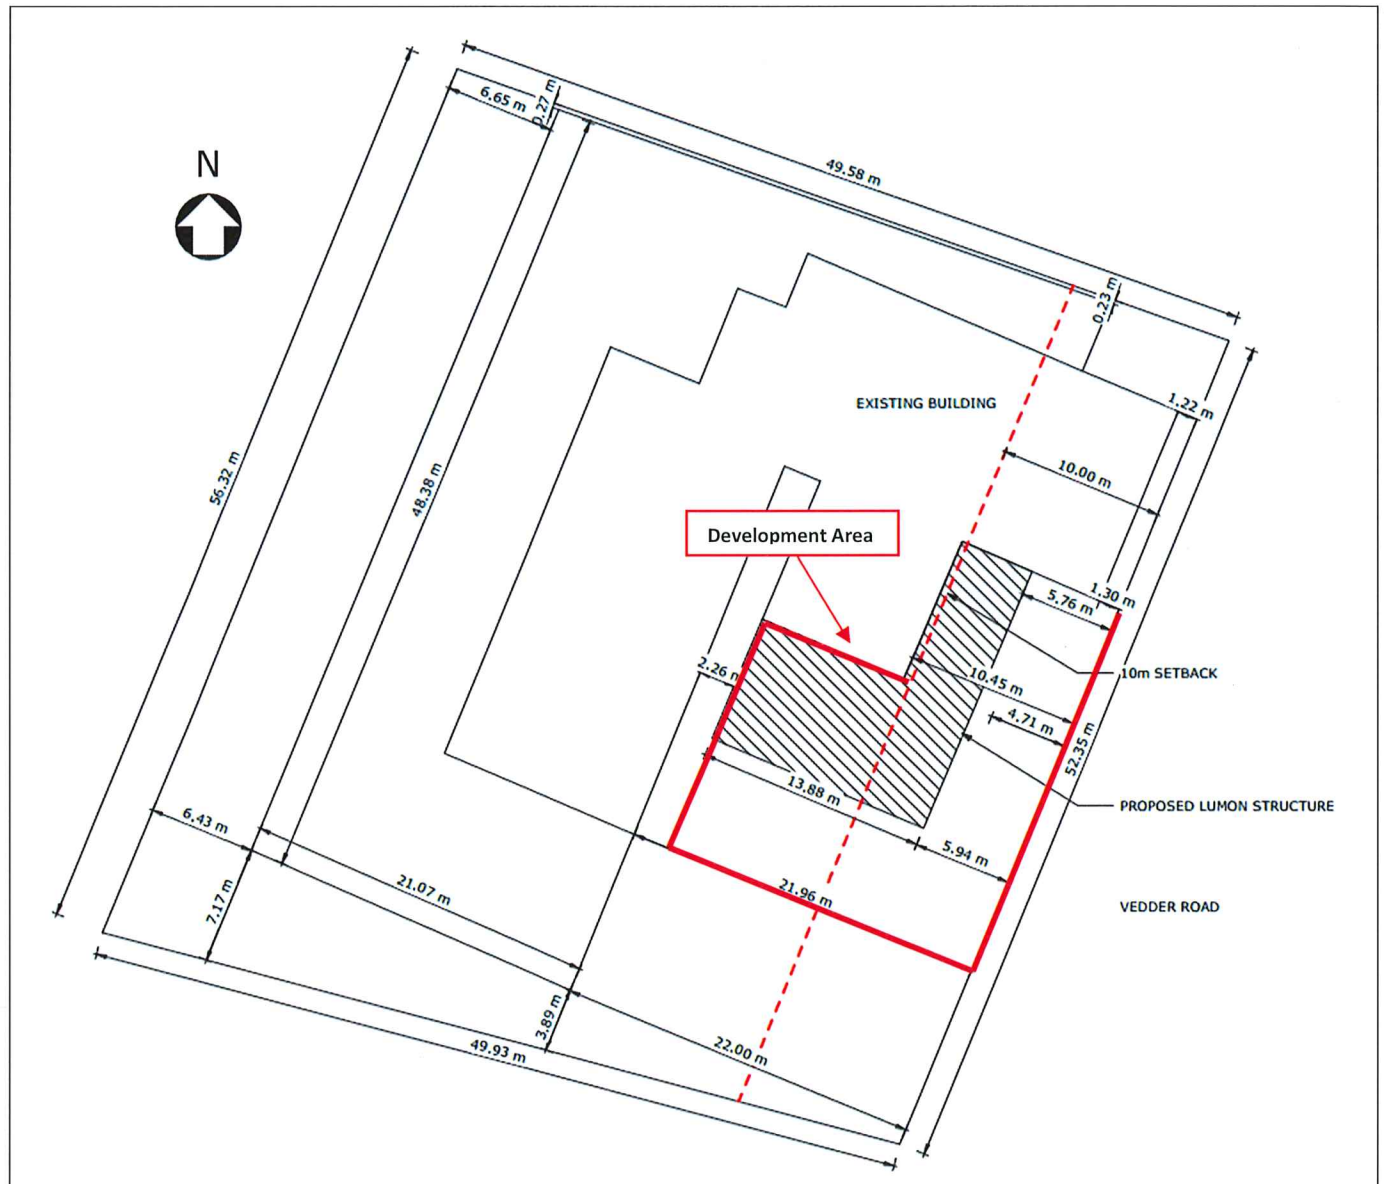 6.65 m
0.27 m
49.58 m
N
0.23 m
EXISTING BUILDING
1.22 m
56.32 m
48.38 m
10.00 m
Development Area
1.30 m
5.76 m
2.26 m
10.45 m
10m SETBACK
4.71 m
52.35 m
13.88 m
PROPOSED LUMON STRUCTURE
6.43 m
5.94 m
21.07 m
21.96 m
7.17 m
VEDDER ROAD
3.89 m
49.93 m
22.00 m